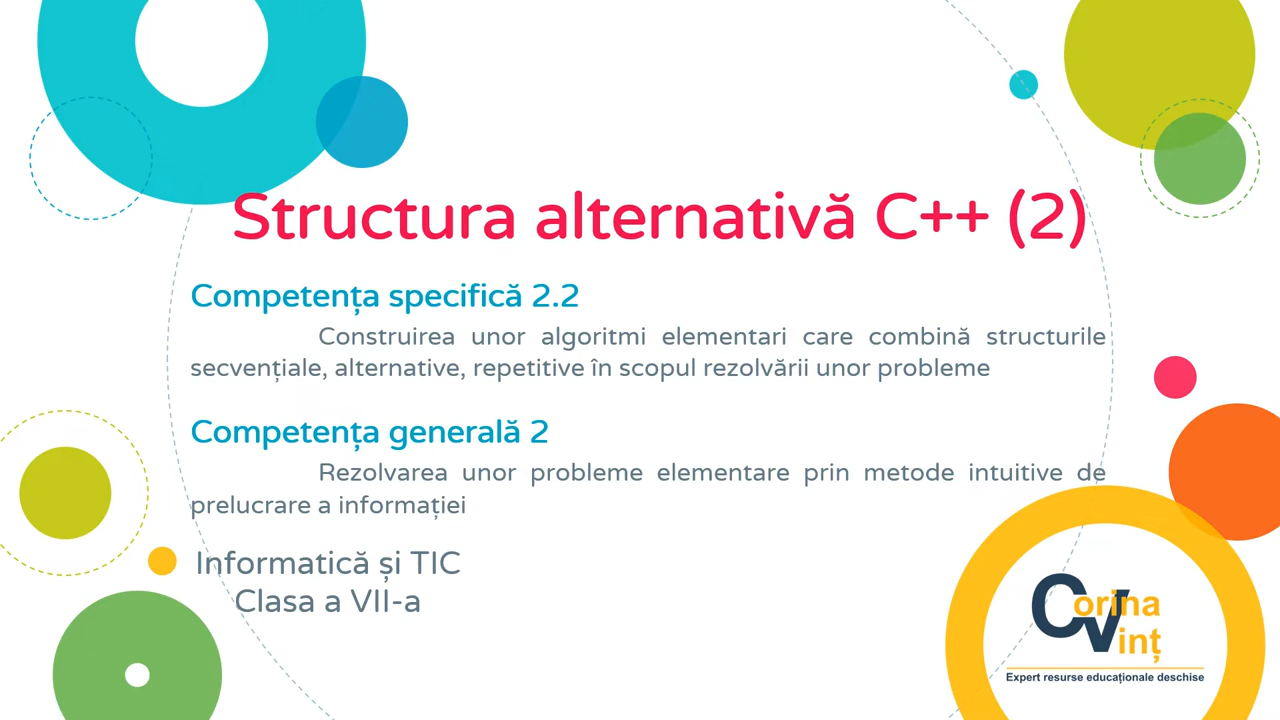 Structura alternativă C++ (2)
Competența specifică 2.2
Construirea unor algoritmi elementari care combină structurile
secvențiale, alternative, repetitive în scopul rezolvării unor probleme
Competența generală 2
Rezolvarea unor probleme elementare prin metode intuitive de
prelucrare a informației
Informatică și TIC
Clasa a VII-a
Corina
Vinț
Expert resurse educaționale deschise